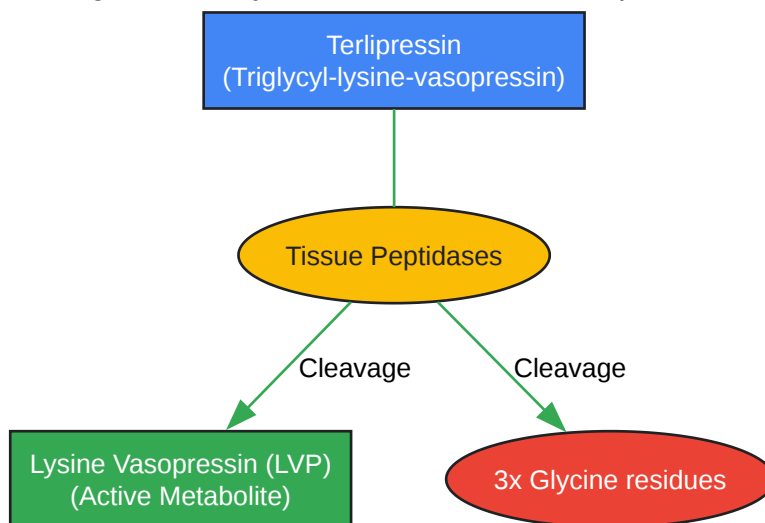 Terlipressin
(Triglycyl-lysine-vasopressin)
Tissue Peptidases
Cleavage
Cleavage
Lysine Vasopressin (LVP)
(Active Metabolite)
3x Glycine residues